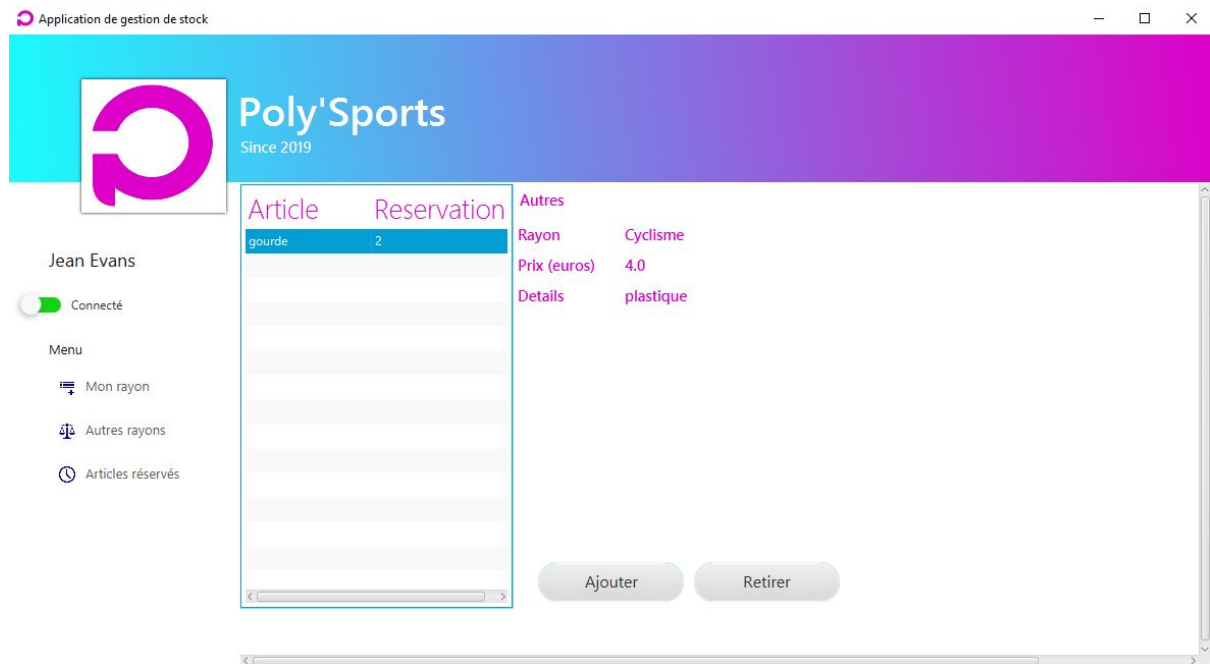 Application de gestion de stock
Poly'Sports
Since 2019
Jean Evans
Connecté
Menu
Mon rayon
Autres rayons
Articles réservés
Article Reservation
gourde 2
Autres
Rayon Cyclisme
Prix (euros) 4.0
Details plastique
Ajouter Retirer